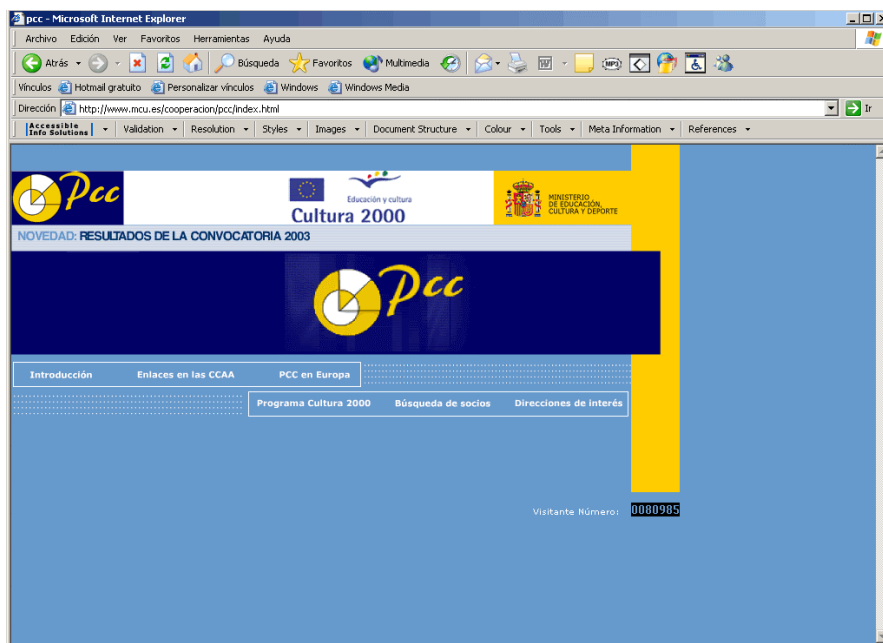 pcc - Microsoft Internet Explorer
Archivo Edición Ver Favoritos Herramientas Ayuda
Atrás Búsqueda Favoritos Multimedia
Vínculos Hotmail gratuito Personalizar vínculos Windows Windows Media
Dirección http://www.mcu.es/cooperacion/pcc/index.html Ir
Accessible Info Solutions Validation Resolution Styles Images Document Structure Colour Tools Meta Information References
Pcc
Educación y cultura
Cultura 2000
MINISTERIO
DE EDUCACIÓN,
CULTURA Y DEPORTE
NOVEDAD: RESULTADOS DE LA CONVOCATORIA 2003
Pcc
Introducción Enlaces en las CCAA PCC en Europa
Programa Cultura 2000 Búsqueda de socios Direcciones de interés
Visitante Número: 0080985